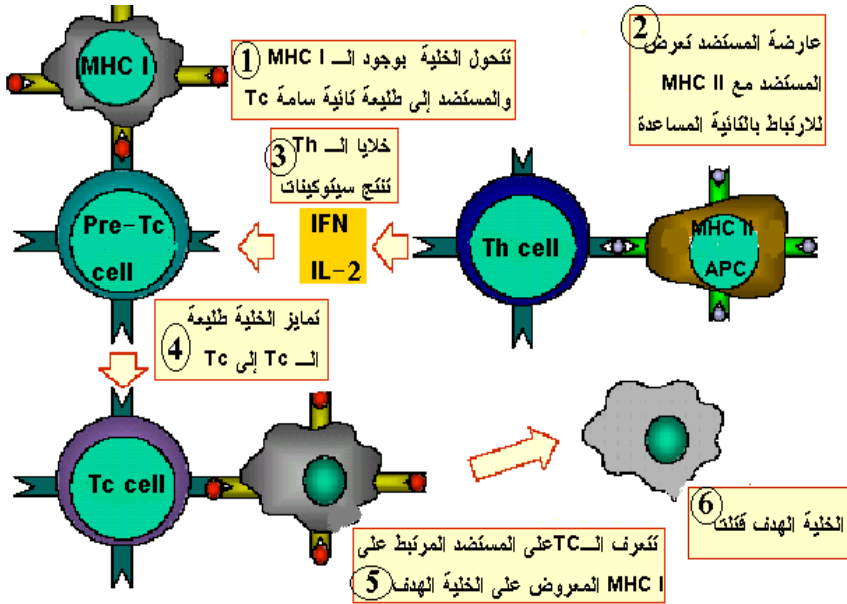 MHC I
1
تتحول الخلية بوجود الـ MHC I
والمستضد إلى طليعة تائية سامة Tc
2
عارضة المستضد تعرض
المستضد مع MHC II
للارتباط بالتائية المساعدة
3
خلايا الـ Th
تنتج سيتوكينات
Pre-Tc
cell
IFN
IL-2
Th cell
MHC II
APC
4
تمايز الخلية طليعة
الـ Tc إلى Tc
Tc cell
5
تتعرف الـTC على المستضد المرتبط على
MHC I المعروض على الخلية الهدف
6
الخلية الهدف قتلت